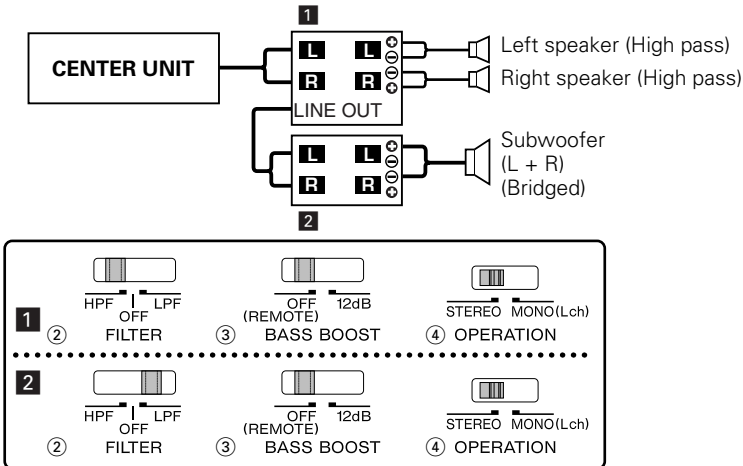 1
CENTER UNIT
L L ⊕ ⊖
R R ⊖ ⊕
LINE OUT
Left speaker (High pass)
Right speaker (High pass)
L L ⊕ ⊖
R R ⊖ ⊕
Subwoofer
(L + R)
(Bridged)
2
1
HPF LPF
OFF
② FILTER
OFF 12dB
(REMOTE)
③ BASS BOOST
STEREO MONO(Lch)
④ OPERATION
2
HPF LPF
OFF
② FILTER
OFF 12dB
(REMOTE)
③ BASS BOOST
STEREO MONO(Lch)
④ OPERATION